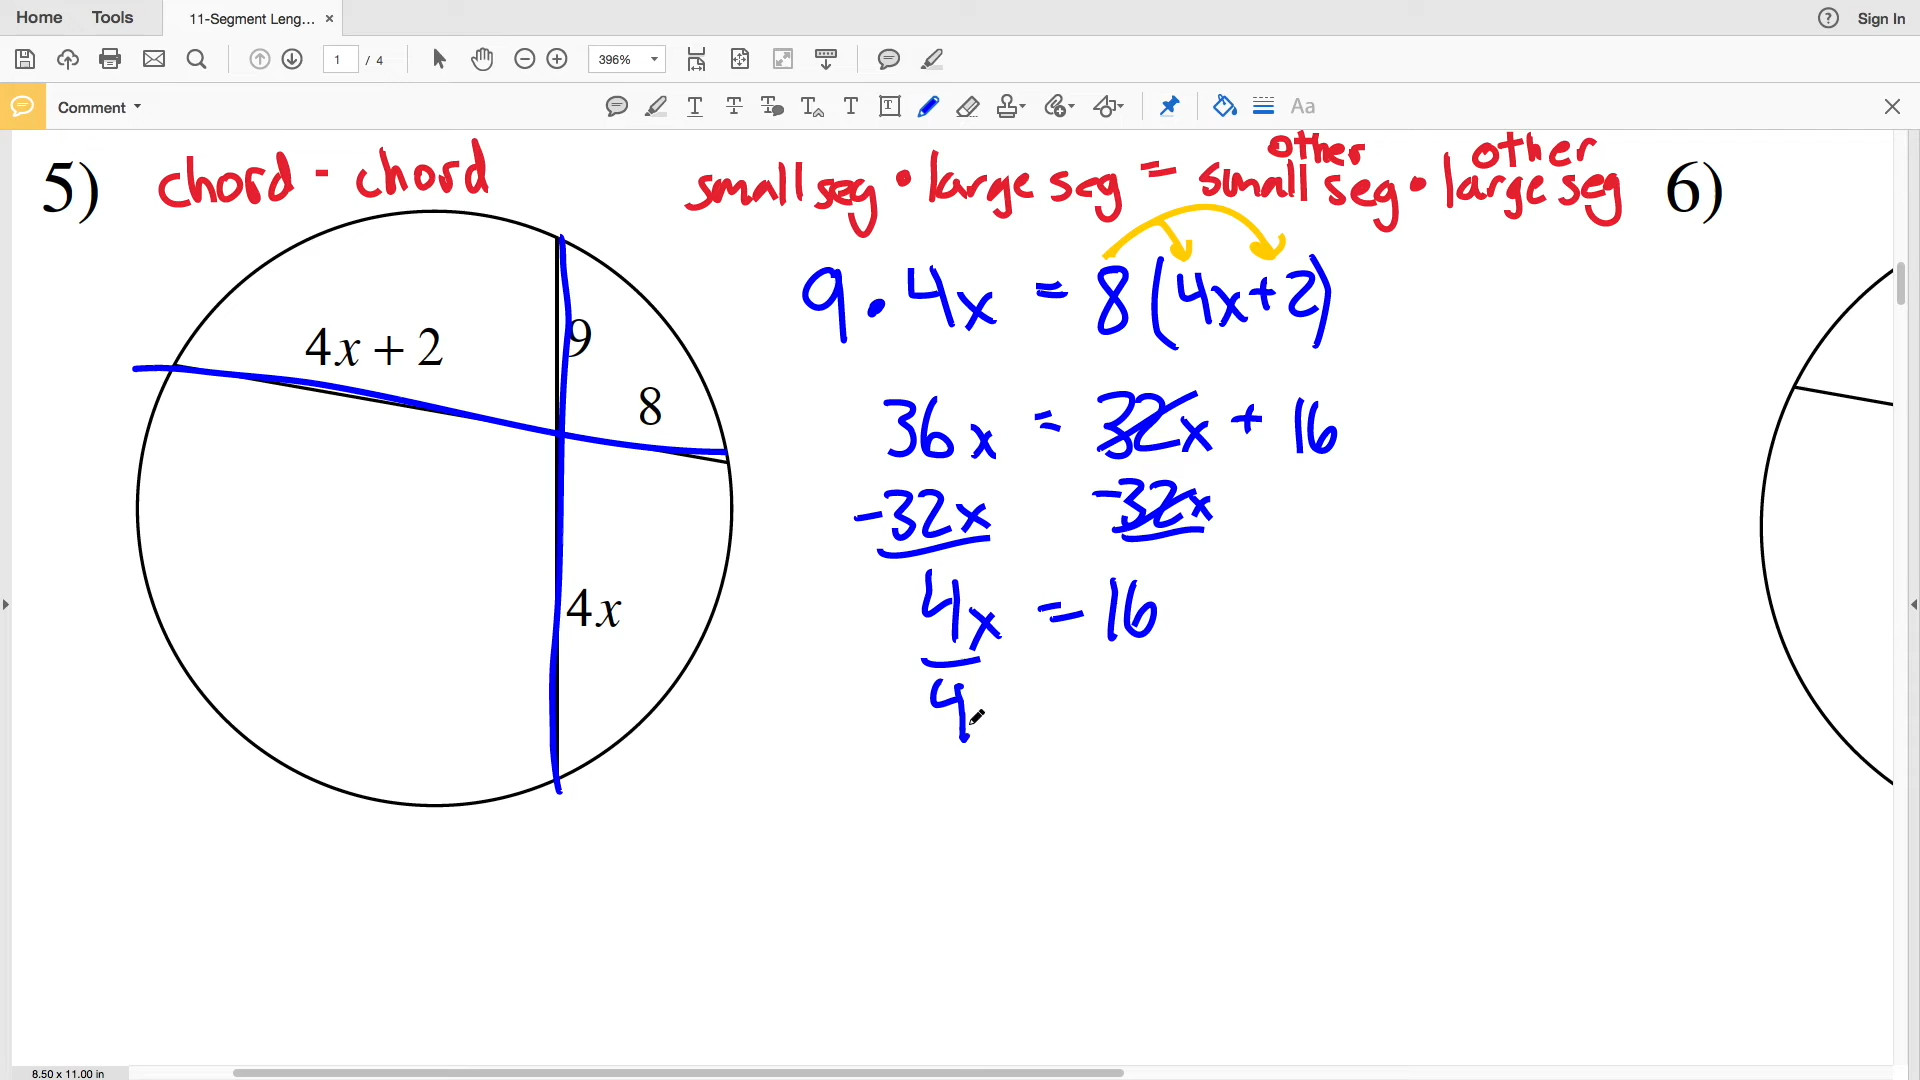 Home Tools 11-Segment Leng... × ? Sign In
1 / 4 396%
Comment T T T T T T Aa
5) chord - chord small seg • large seg = other small seg • other large seg 6)
9 • 4x = 8(4x+2)
4x + 2 9
8 36x = 32x + 16
-32x -32x
4x 4x = 16
4
8.50 x 11.00 in